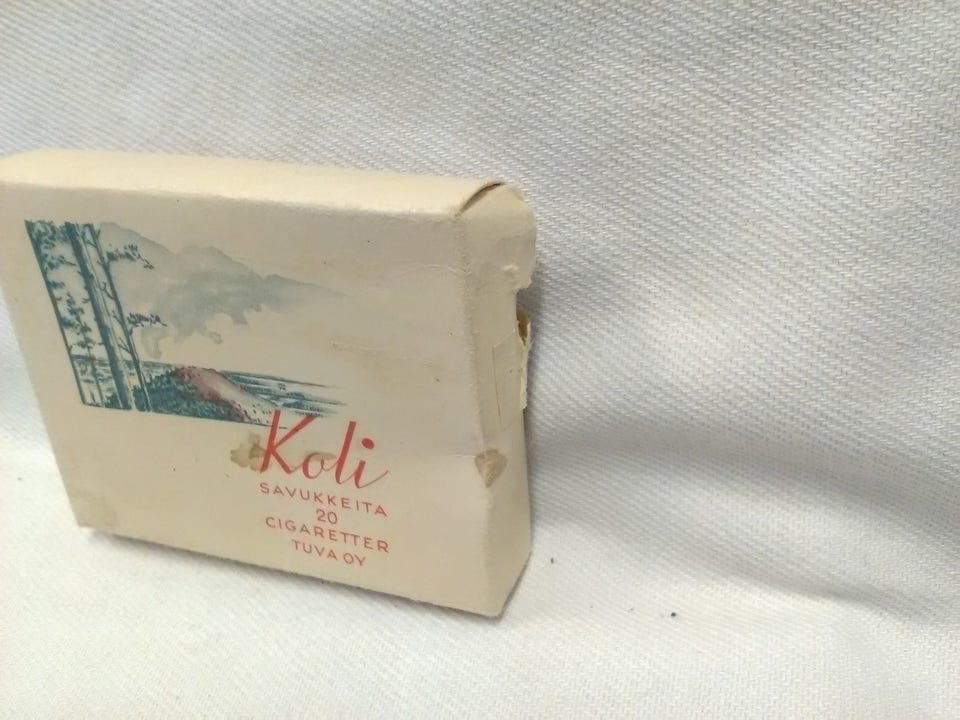 Koli
SAVUKKEITA
20
CIGARETTER
TUVA OY